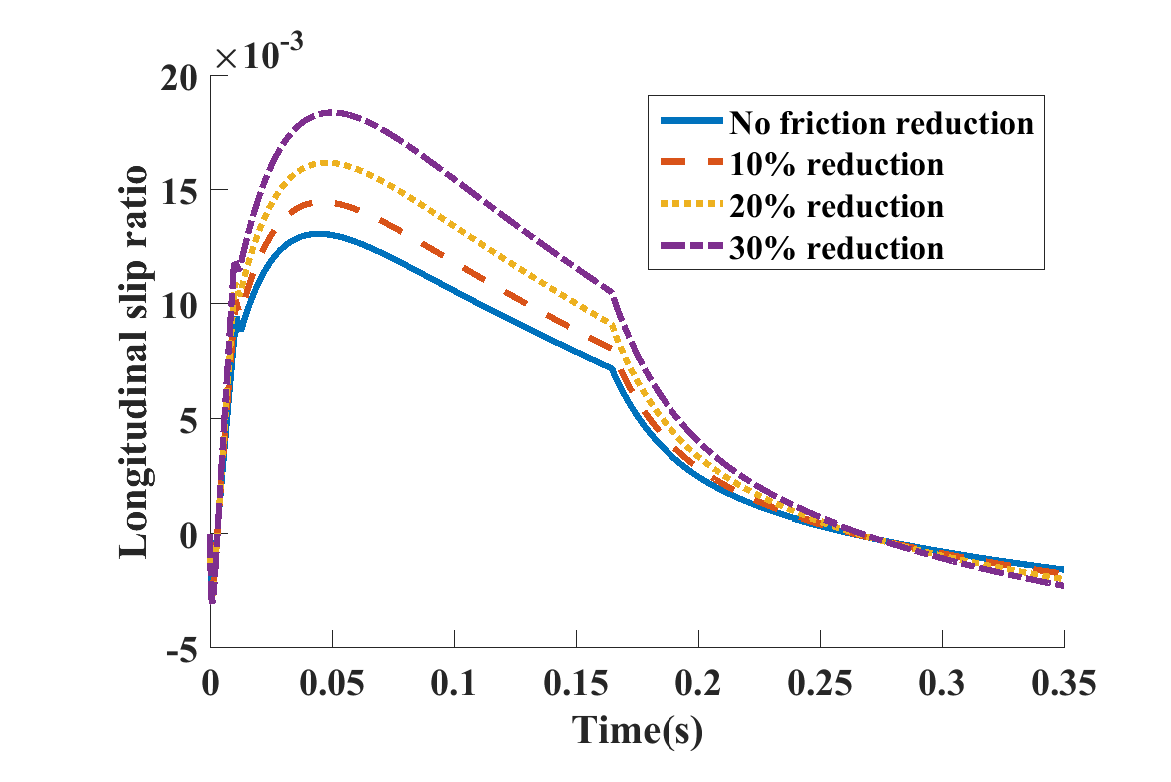 ×10-3
20
15
10
5
0
-5
Longitudinal slip ratio
No friction reduction
10% reduction
20% reduction
30% reduction
0 0.05 0.1 0.15 0.2 0.25 0.3 0.35
Time(s)